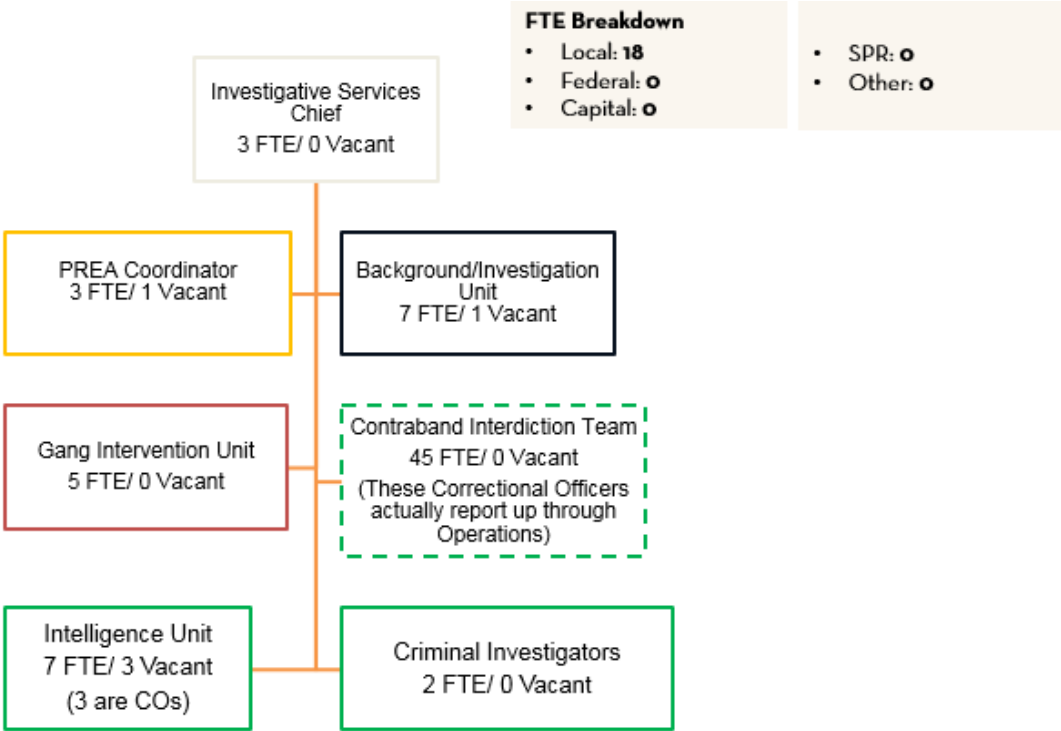 FTE Breakdown
• Local: 18
• Federal: 0
• Capital: 0
• SPR: 0
• Other: 0
Investigative Services
Chief
3 FTE/ 0 Vacant
PREA Coordinator
3 FTE/ 1 Vacant
Background/Investigation
Unit
7 FTE/ 1 Vacant
Gang Intervention Unit
5 FTE/ 0 Vacant
Contraband Interdiction Team
45 FTE/ 0 Vacant
(These Correctional Officers
actually report up through
Operations)
Intelligence Unit
7 FTE/ 3 Vacant
(3 are COs)
Criminal Investigators
2 FTE/ 0 Vacant